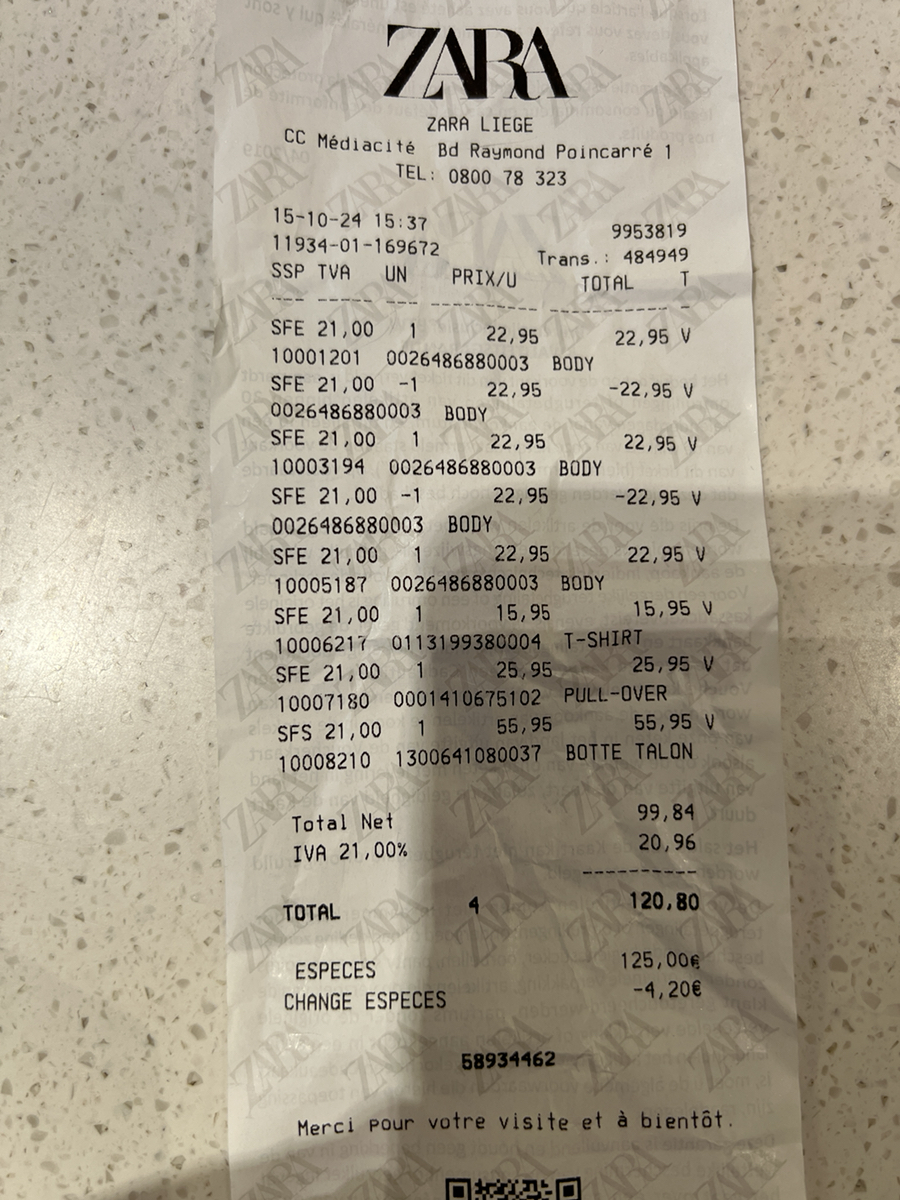 ZARA
ZARA LIEGE
CC Médiacité Bd Raymond Poincarré 1
TEL: 0800 78 323
15-10-24 15:37 9953819
11934-01-169672 Trans.: 484949
SSP TVA UN PRIX/U TOTAL T
SFE 21,00 1 22,95 22,95 V
10001201 0026486880003 BODY
SFE 21,00 -1 22,95 -22,95 V
0026486880003 BODY
SFE 21,00 1 22,95 22,95 V
10003194 0026486880003 BODY
SFE 21,00 -1 22,95 -22,95 V
0026486880003 BODY
SFE 21,00 1 22,95 22,95 V
10005187 0026486880003 BODY
SFE 21,00 1 15,95 15,95 V
10006217 0113199380004 T-SHIRT
SFE 21,00 1 25,95 25,95 V
10007180 0001410675102 PULL-OVER
SFS 21,00 1 55,95 55,95 V
10008210 1300641080037 BOTTE TALON
Total Net 99,84
IVA 21,00% 20,96
TOTAL 4 120,80
ESPECES 125,00€
CHANGE ESPECES -4,20€
58934462
Merci pour votre visite et à bientôt.